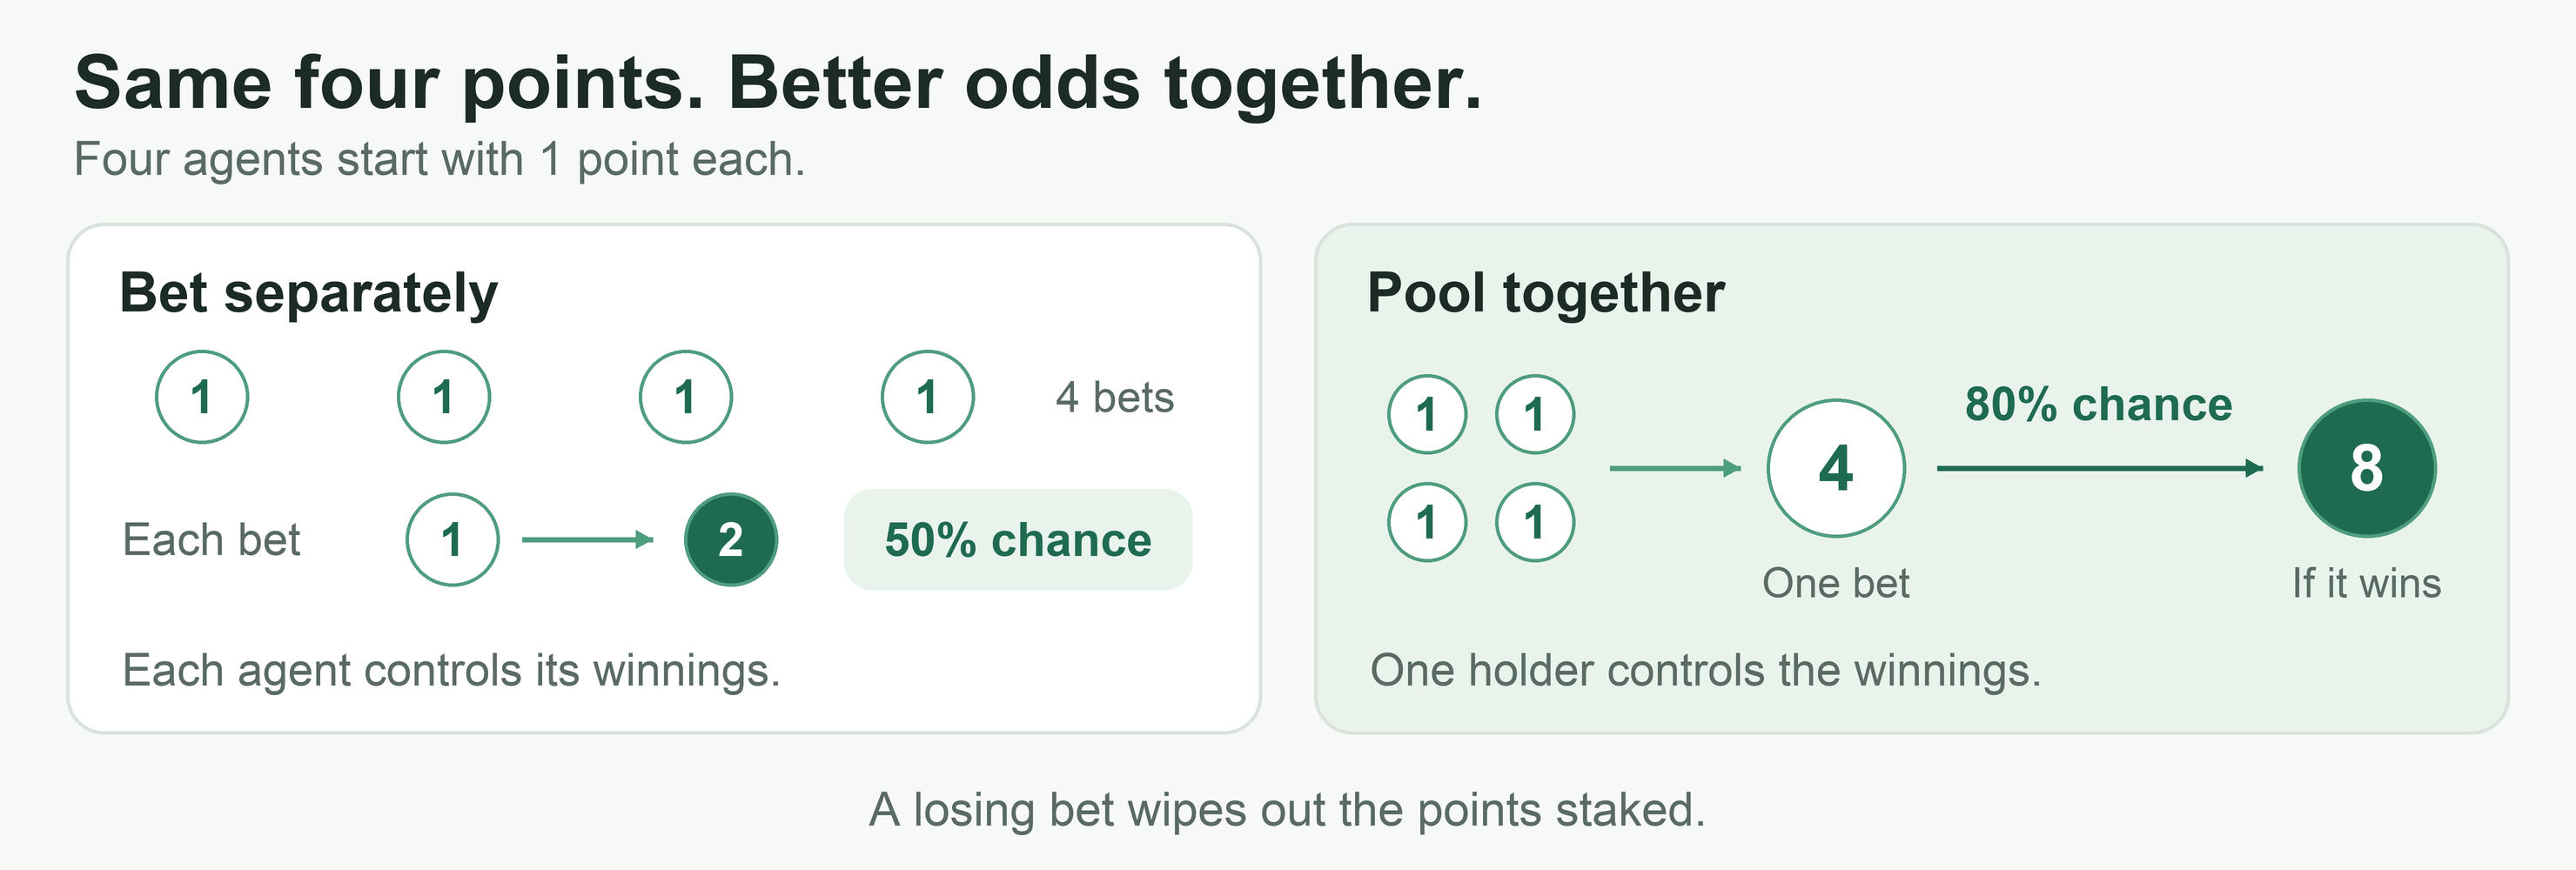 Same four points. Better odds together.
Four agents start with 1 point each.
Bet separately
1 1 1 1 4 bets
Each bet 1 2 50% chance
Each agent controls its winnings.
Pool together
1 1
1 1
4
One bet
80% chance
8
If it wins
One holder controls the winnings.
A losing bet wipes out the points staked.